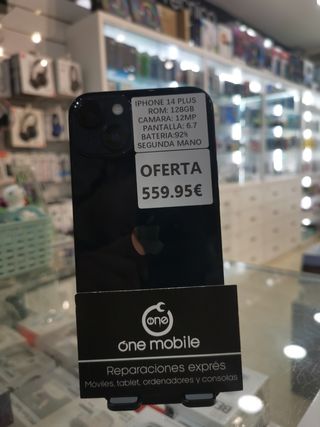 IPHONE 14 PLUS
ROM: 128GB
CAMARA: 12MP
PANTALLA: 6.7
BATERIA:92%
SEGUNDA MANO
OFERTA
559.95€
one
óne mobile
Reparaciones exprés
Móviles, tablet, ordenadores y consolas